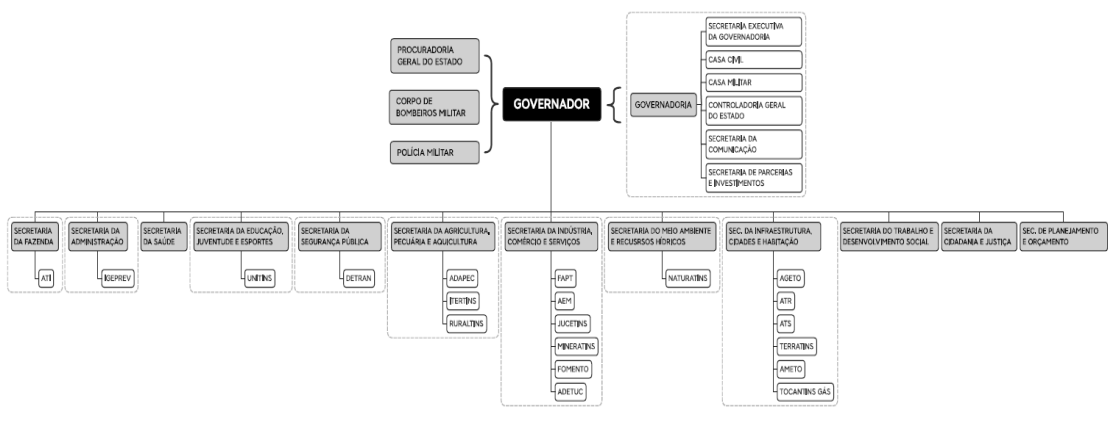 PROCURADORIA
GERAL DO ESTADO
CORPO DE
BOMBEIROS MILITAR
POLÍCIA MILITAR
GOVERNADOR
GOVERNADORIA
SECRETARIA EXECUTIVA
DA GOVERNADORIA
CASA CIVIL
CASA MILITAR
CONTROLADORIA GERAL
DO ESTADO
SECRETARIA DA
COMUNICAÇÃO
SECRETARIA DE PARCERIAS
E INVESTIMENTOS
SECRETARIA
DA FAZENDA
ATI
SECRETARIA DA
ADMINISTRAÇÃO
IGEPREV
SECRETARIA
DA SAÚDE
SECRETARIA DA EDUCAÇÃO,
JUVENTUDE E ESPORTES
UNITINS
SECRETARIA DA
SEGURANÇA PÚBLICA
DETRAN
SECRETARIA DA AGRICULTURA,
PECUÁRIA E AQUICULTURA
ADAPEC
ITERTINS
RURALTINS
SECRETARIA DA INDÚSTRIA,
COMÉRCIO E SERVIÇOS
FAPT
AEM
JUCETINS
MINERATINS
FOMENTO
ADETUC
SECRETARIA DO MEIO AMBIENTE
E RECUSRSOS HÍDRICOS
NATURATINS
SEC. DA INFRAESTRUTURA,
CIDADES E HABITAÇÃO
AGETO
ATR
ATS
TERRATINS
AMETO
TOCANTINS GÁS
SECRETARIA DO TRABALHO E
DESENVOLVIMENTO SOCIAL
SECRETARIA DA
CIDADANIA E JUSTIÇA
SEC. DE PLANEJAMENTO
E ORÇAMENTO